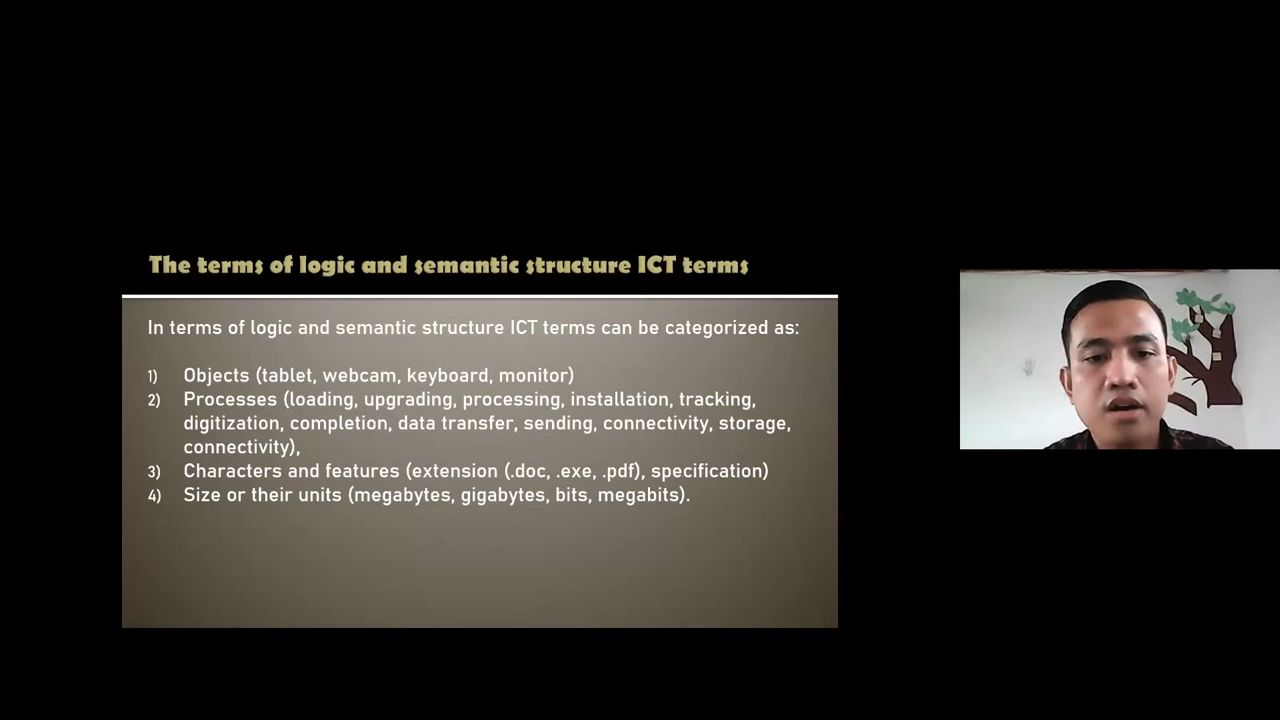 The terms of logic and semantic structure ICT terms
In terms of logic and semantic structure ICT terms can be categorized as:
1) Objects (tablet, webcam, keyboard, monitor)
2) Processes (loading, upgrading, processing, installation, tracking,
digitization, completion, data transfer, sending, connectivity, storage,
connectivity),
3) Characters and features (extension (.doc, .exe, .pdf), specification)
4) Size or their units (megabytes, gigabytes, bits, megabits).